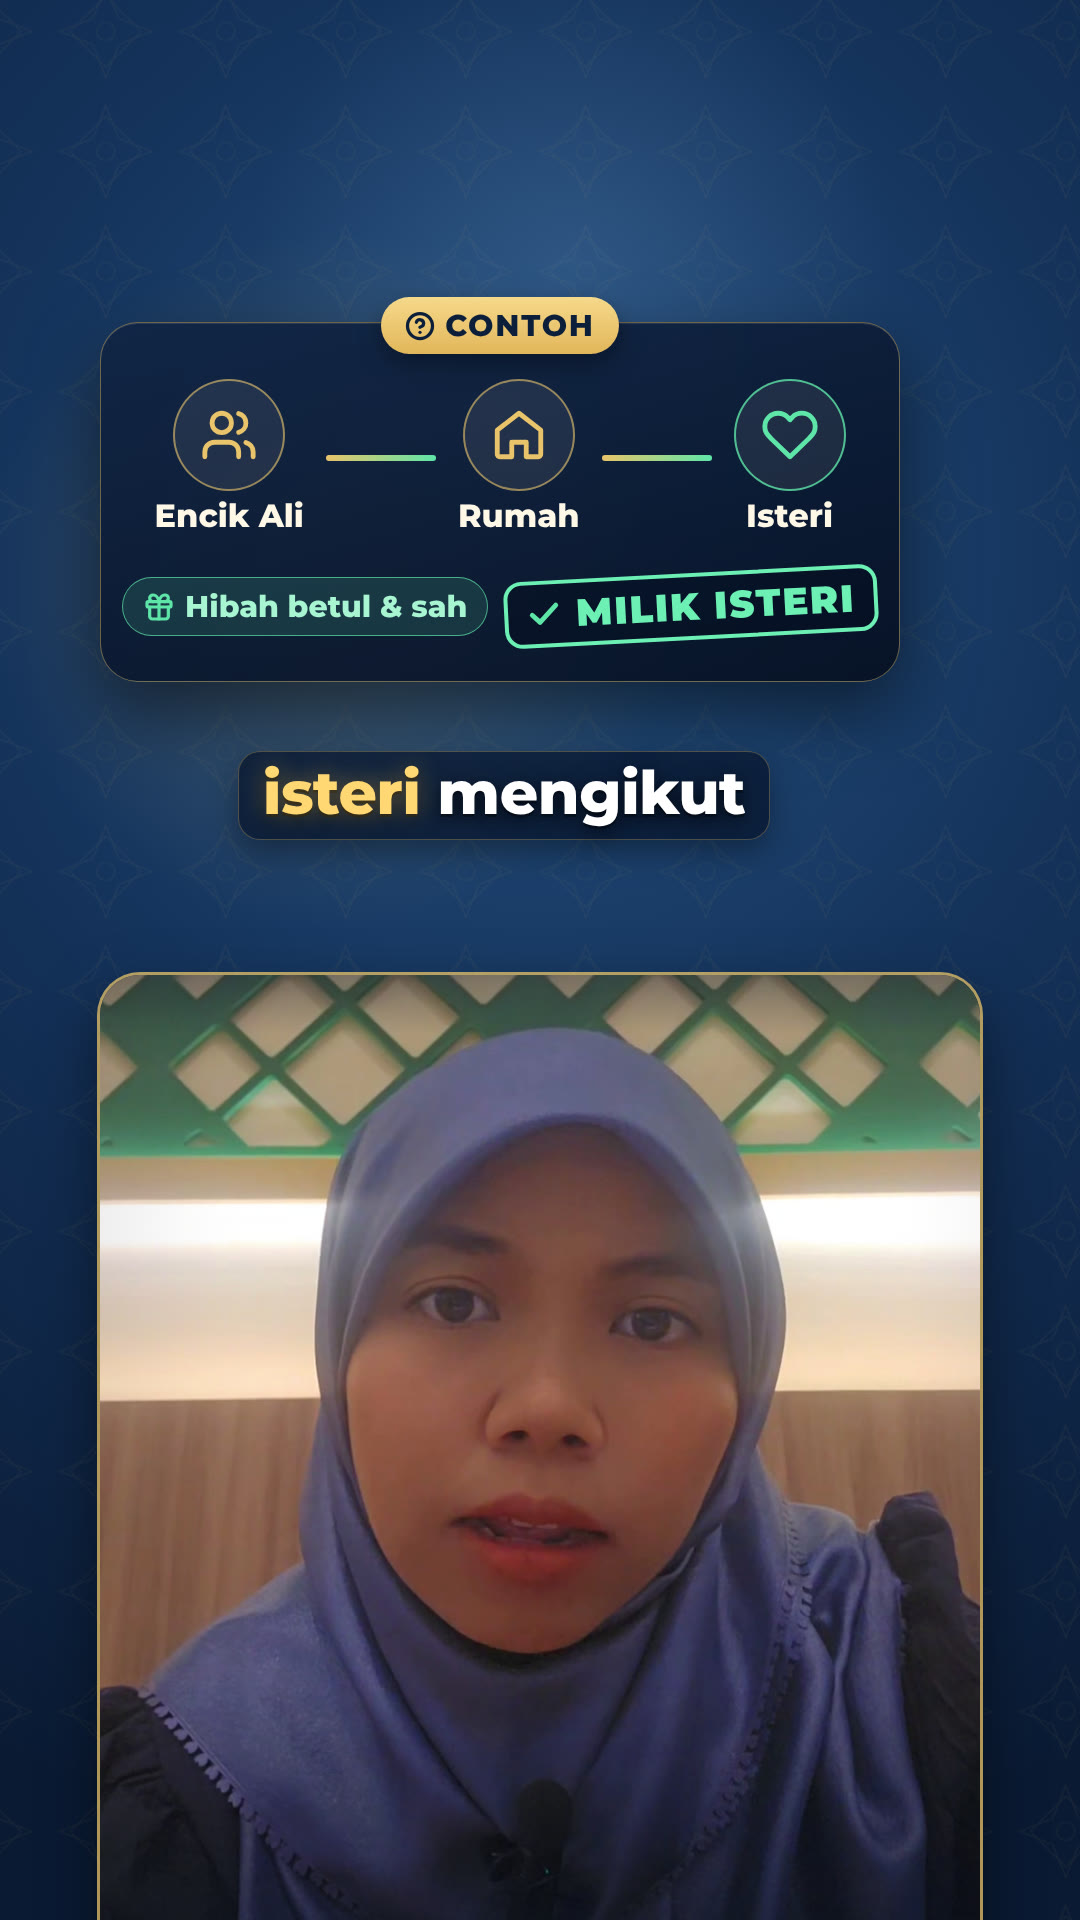 CONTOH
Encik Ali
Rumah
Isteri
Hibah betul & sah
MILIK ISTERI
isteri mengikut